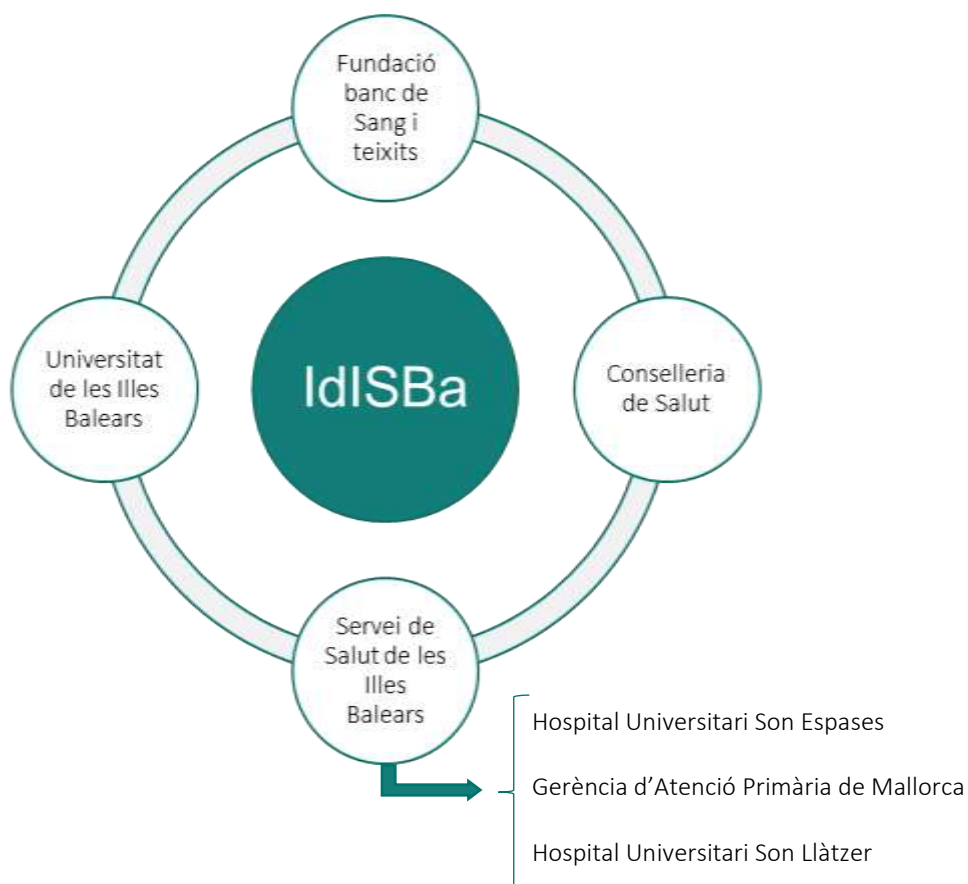 Fundació
banc de
Sang i
teixits
Universitat
de les Illes
Balears
IdISBa
Conselleria
de Salut
Servei de
Salut de les
Illes
Balears
Hospital Universitari Son Espases
Gerència d’Atenció Primària de Mallorca
Hospital Universitari Son Llàtzer